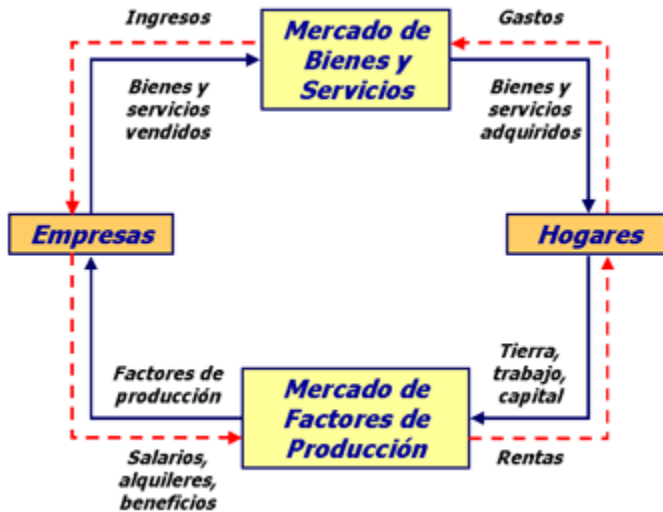 Ingresos
Mercado de
Bienes y
Servicios
Gastos
Bienes y
servicios
vendidos
Bienes y
servicios
adquiridos
Empresas
Hogares
Factores de
producción
Mercado de
Factores de
Producción
Tierra,
trabajo,
capital
Salarios,
alquileres,
beneficios
Rentas